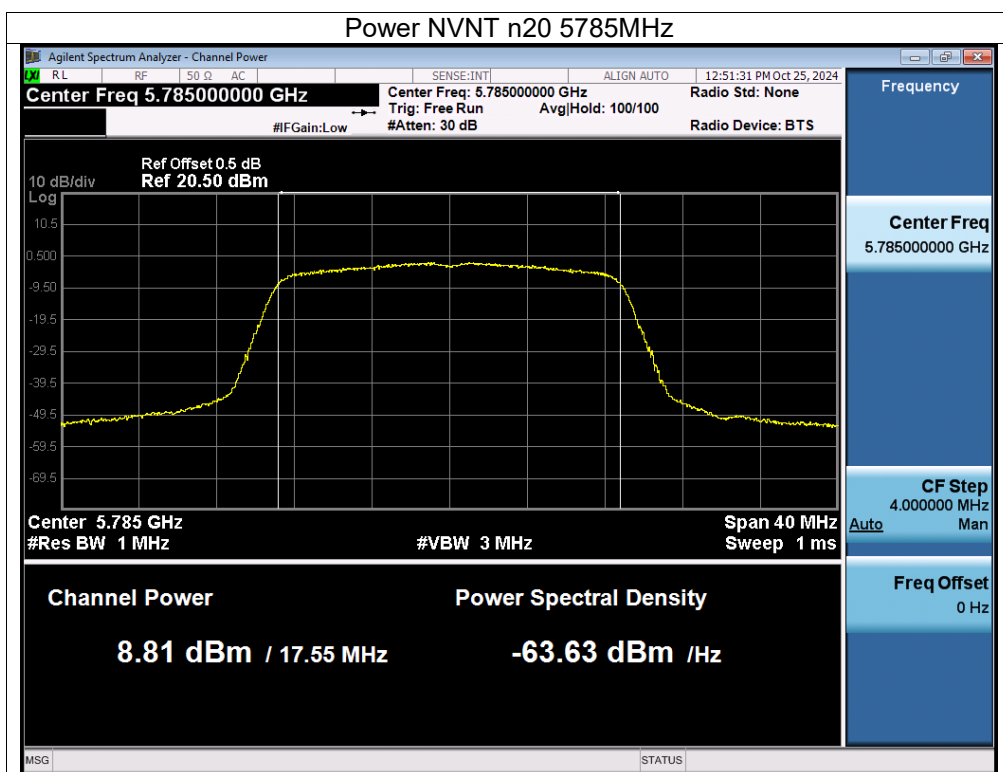 Power NVNT n20 5785MHz
Agilent Spectrum Analyzer - Channel Power
LXI RL RF 50 Ω AC SENSE:INT ALIGN AUTO 12:51:31 PM Oct 25, 2024
Center Freq 5.785000000 GHz
Center Freq: 5.785000000 GHz Radio Std: None
Trig: Free Run Avg|Hold: 100/100
#IFGain:Low #Atten: 30 dB Radio Device: BTS
Ref Offset 0.5 dB
10 dB/div Ref 20.50 dBm
Log
10.5
0.500
-9.50
-19.5
-29.5
-39.5
-49.5
-59.5
-69.5
Center 5.785 GHz Span 40 MHz
#Res BW 1 MHz #VBW 3 MHz Sweep 1 ms
Channel Power Power Spectral Density
8.81 dBm / 17.55 MHz -63.63 dBm /Hz
Frequency
Center Freq
5.785000000 GHz
CF Step
4.000000 MHz
Auto Man
Freq Offset
0 Hz
MSG STATUS